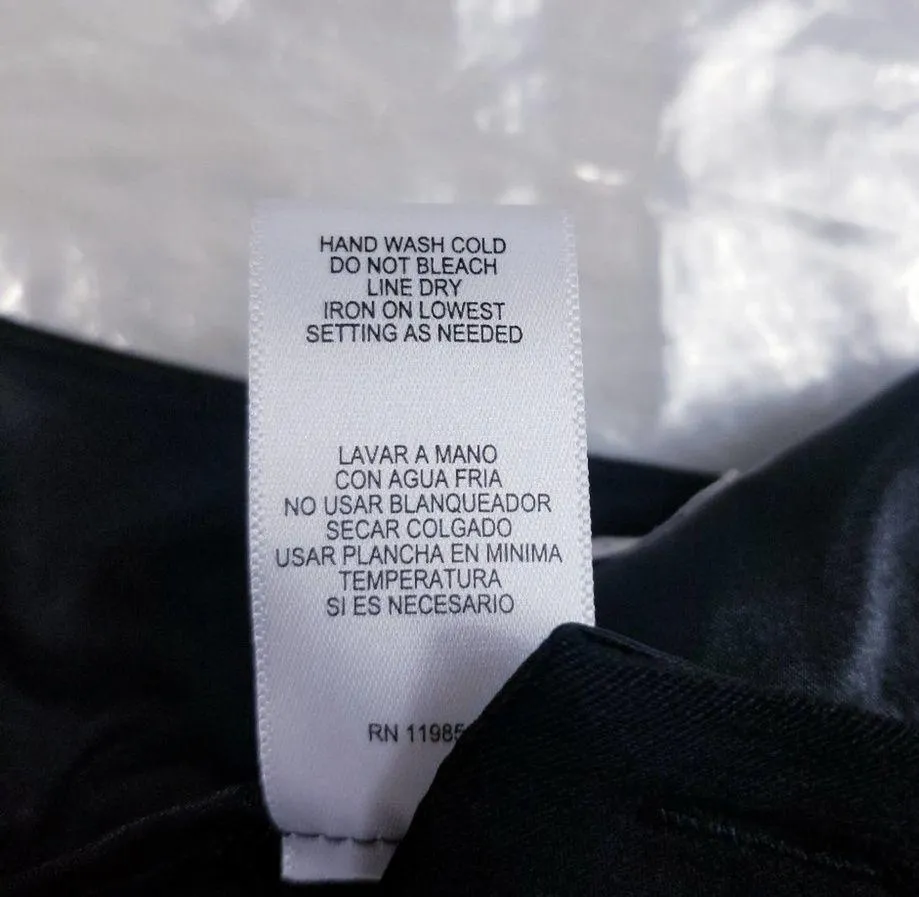 HAND WASH COLD
DO NOT BLEACH
LINE DRY
IRON ON LOWEST
SETTING AS NEEDED
LAVAR A MANO
CON AGUA FRIA
NO USAR BLANQUEADOR
SECAR COLGADO
USAR PLANCHA EN MINIMA
TEMPERATURA
SI ES NECESARIO
RN